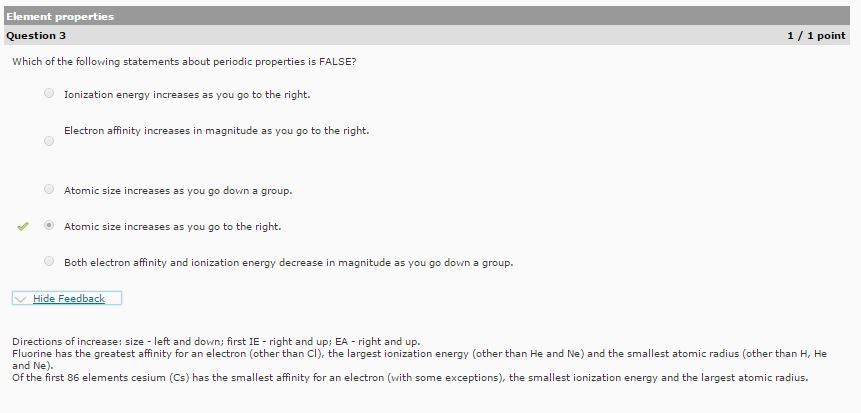 Element properties
Question 3 1 / 1 point
Which of the following statements about periodic properties is FALSE?
Ionization energy increases as you go to the right.
Electron affinity increases in magnitude as you go to the right.
Atomic size increases as you go down a group.
Atomic size increases as you go to the right.
Both electron affinity and ionization energy decrease in magnitude as you go down a group.
Hide Feedback
Directions of increase: size - left and down; first IE - right and up; EA - right and up.
Fluorine has the greatest affinity for an electron (other than Cl), the largest ionization energy (other than He and Ne) and the smallest atomic radius (other than H, He
and Ne).
Of the first 86 elements cesium (Cs) has the smallest affinity for an electron (with some exceptions), the smallest ionization energy and the largest atomic radius.